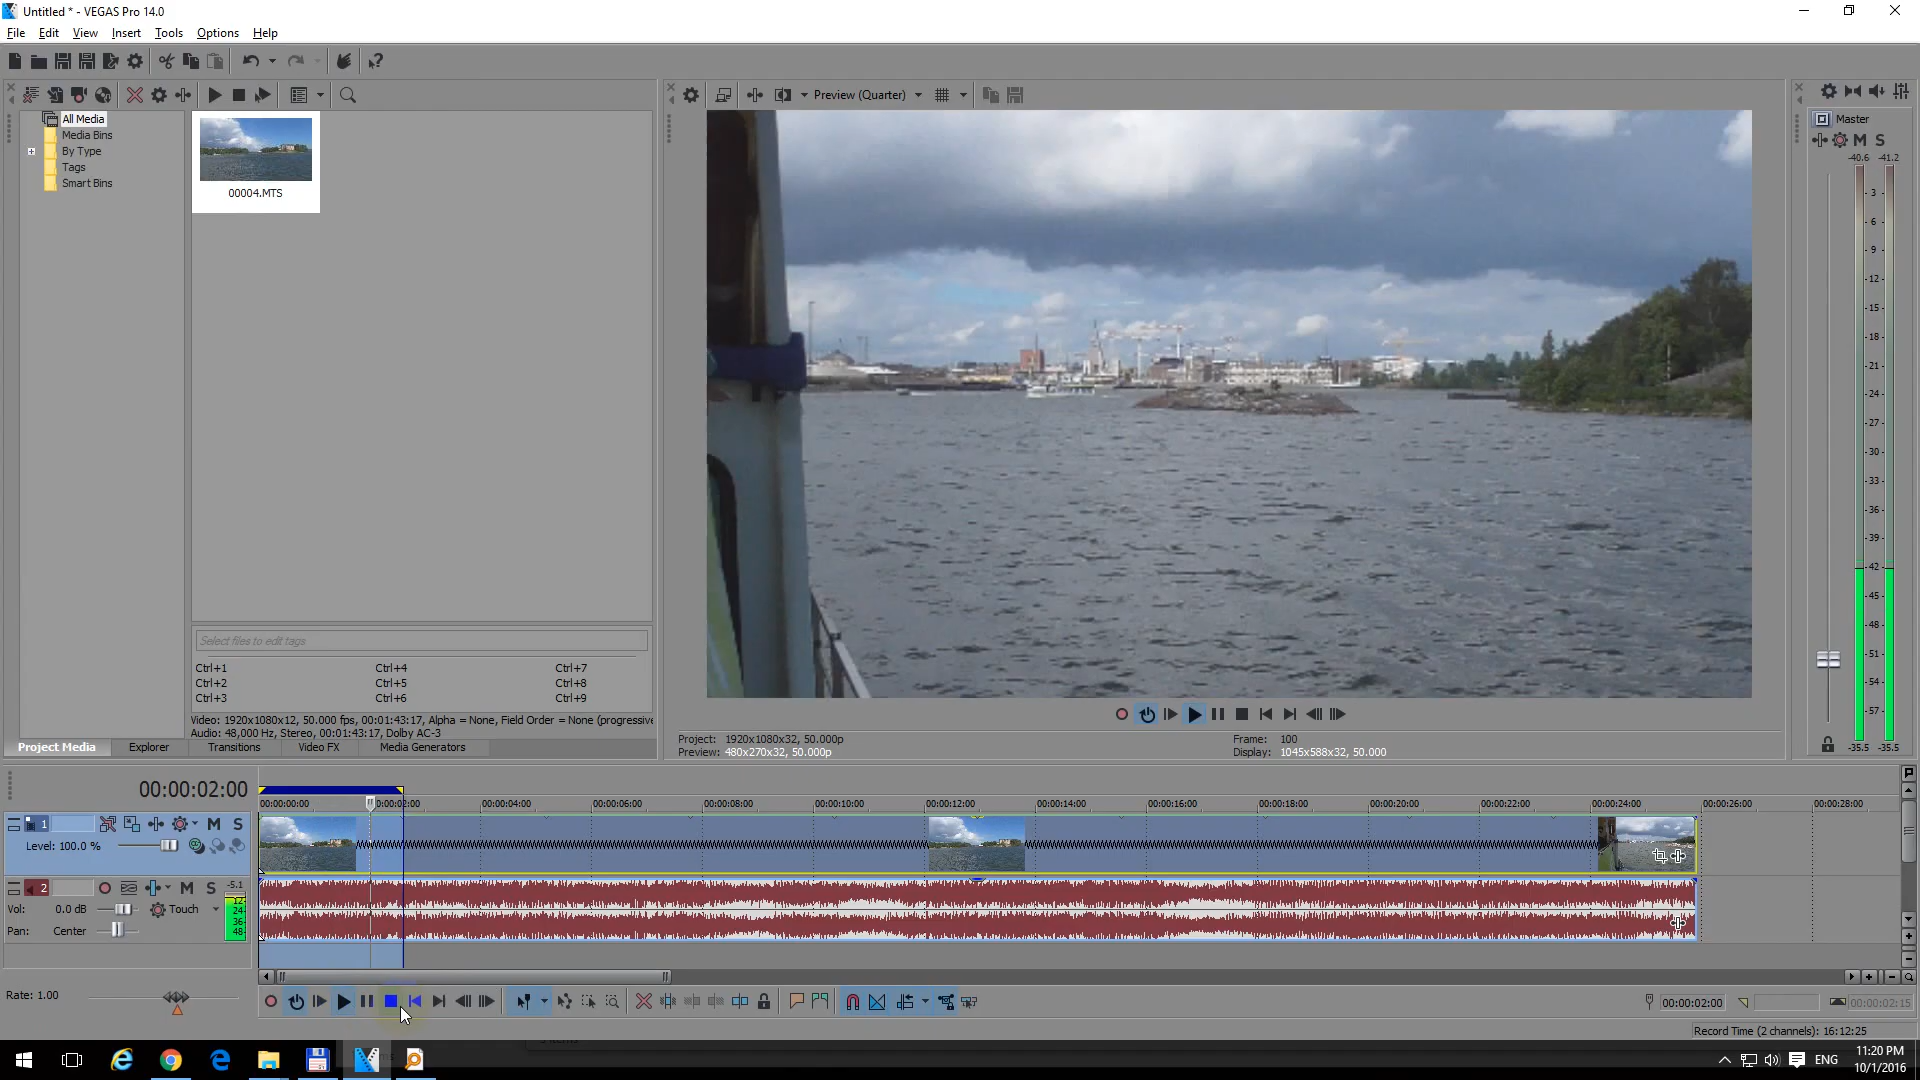 Untitled * - VEGAS Pro 14.0
File Edit View Insert Tools Options Help
Preview (Quarter)
All Media
Media Bins
By Type
Tags
Smart Bins
00004.MTS
Master
M S
-40.6 -41.2
- 3 -
- 6 -
- 9 -
- 12 -
- 15 -
- 18 -
- 21 -
- 24 -
- 27 -
- 30 -
- 33 -
- 36 -
- 39 -
- 42 -
- 45 -
- 48 -
- 51 -
- 54 -
- 57 -
-35.5 -35.5
Select files to edit tags
Ctrl+1 Ctrl+4 Ctrl+7
Ctrl+2 Ctrl+5 Ctrl+8
Ctrl+3 Ctrl+6 Ctrl+9
Video: 1920x1080x12, 50.000 fps, 00:01:43:17, Alpha = None, Field Order = None (progressive
Audio: 48,000 Hz, Stereo, 00:01:43:17, Dolby AC-3
Project Media Explorer Transitions Video FX Media Generators
Project: 1920x1080x32, 50.000p Frame: 100
Preview: 480x270x32, 50.000p Display: 1045x588x32, 50.000
00:00:02:00
00:00:00:00 0:00:02:00 00:00:04:00 00:00:06:00 00:00:08:00 00:00:10:00 00:00:12:00 00:00:14:00 00:00:16:00 00:00:18:00 00:00:20:00 00:00:22:00 00:00:24:00 00:00:26:00 00:00:28:00
1 M S
Level: 100.0 %
2 M S -5.1
Vol: 0.0 dB Touch
12
24
36
48
Pan: Center
Rate: 1.00
00:00:02:00 00:00:02:15
Record Time (2 channels): 16:12:25
ENG
11:20 PM
10/1/2016